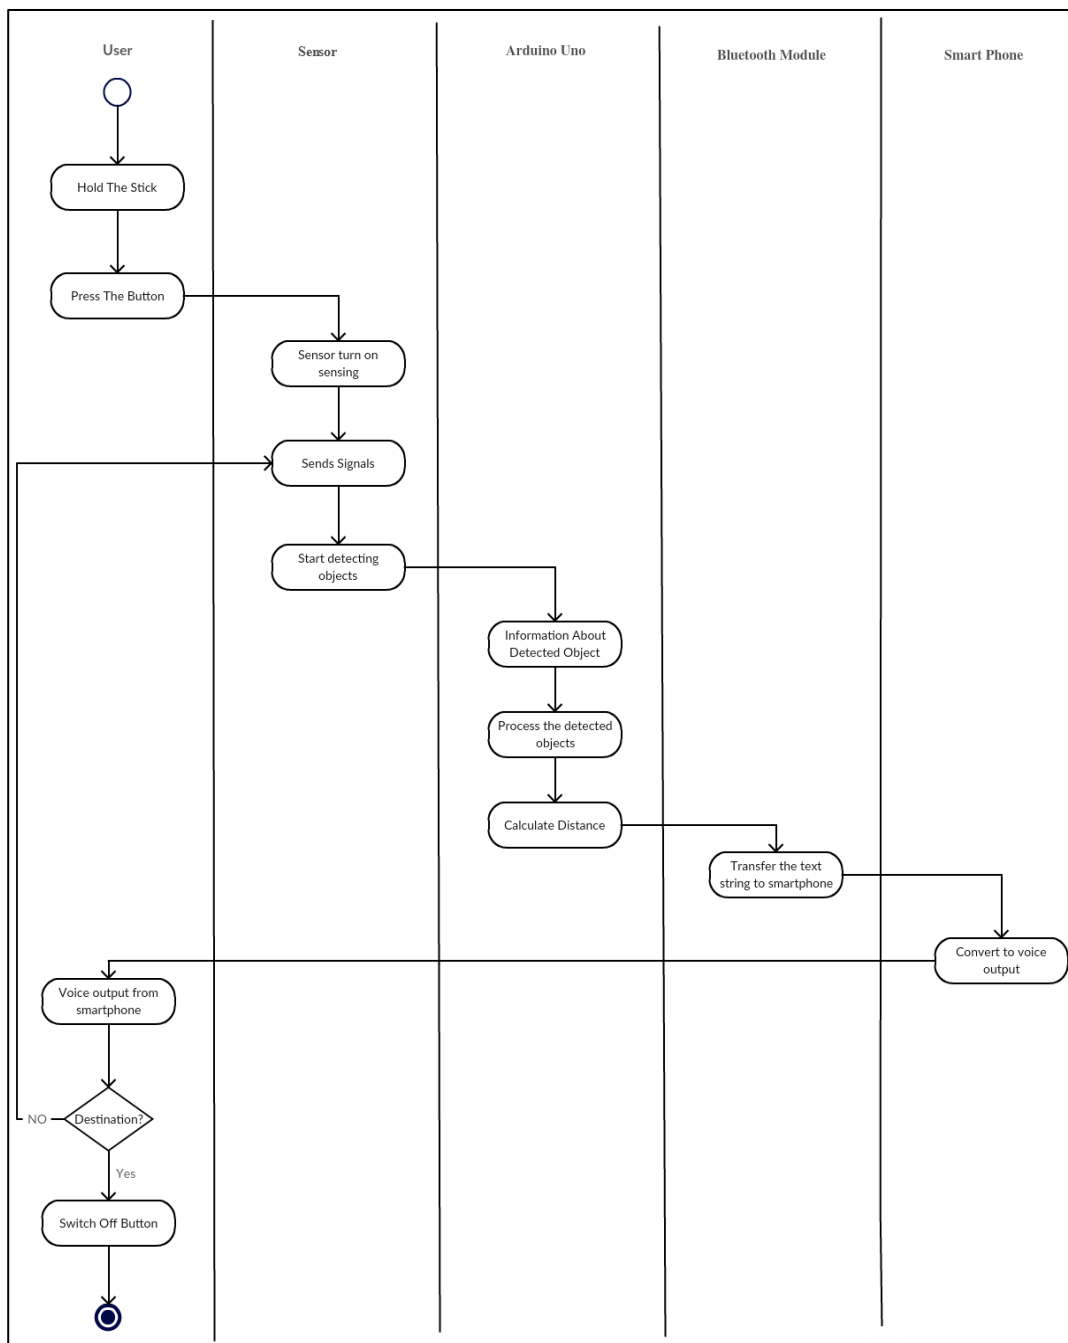 User
Sensor
Arduino Uno
Bluetooth Module
Smart Phone
Hold The Stick
Press The Button
Sensor turn on
sensing
Sends Signals
Start detecting
objects
Information About
Detected Object
Process the detected
objects
Calculate Distance
Transfer the text
string to smartphone
Convert to voice
output
Voice output from
smartphone
Destination?
NO
Yes
Switch Off Button